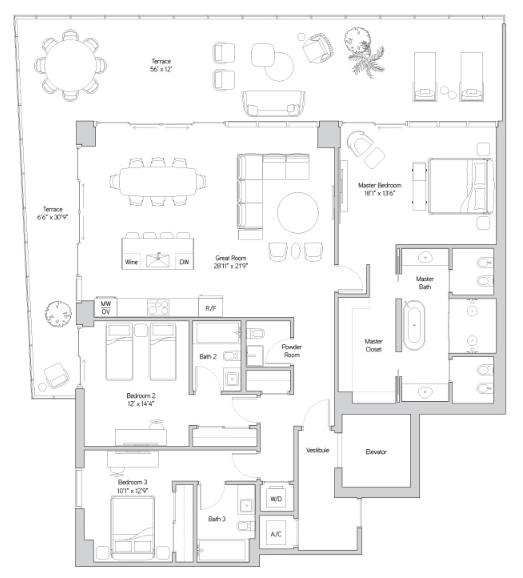 Terrace
56' x 12'
Terrace
6'6" x 30'9"
Master Bedroom
18'1" x 13'6"
Great Room
28'11" x 21'9"
Wine
DW
MW
OV
R/F
Master
Bath
Master
Closet
Powder
Room
Bath 2
Bedroom 2
12' x 14'4"
Vestibule
Elevator
Bedroom 3
10'1" x 12'9"
W/D
Bath 3
A/C